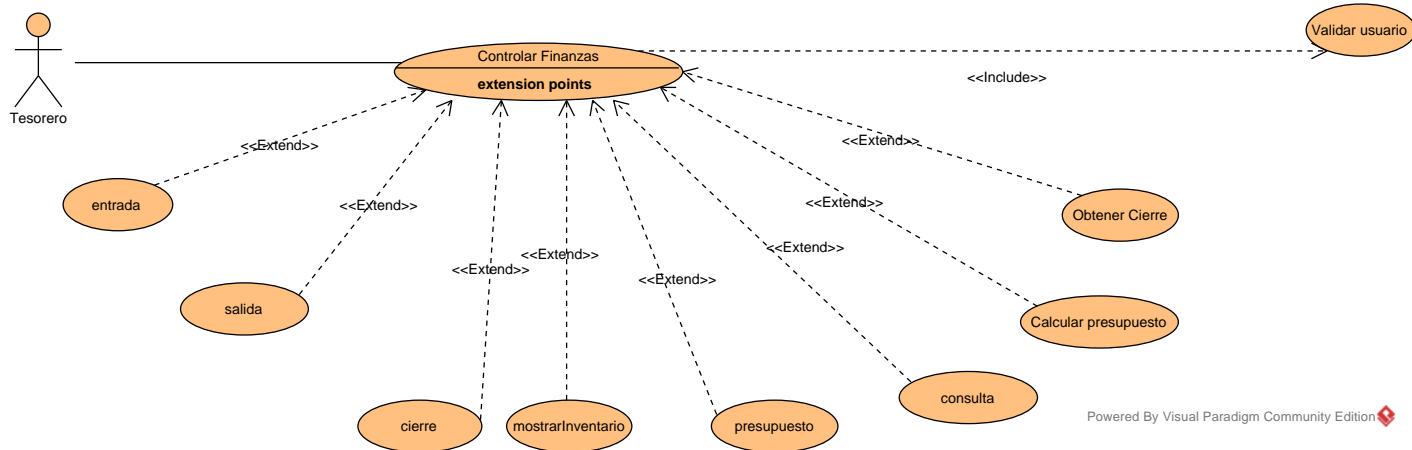 Validar usuario
Controlar Finanzas
extension points
<<Include>>
Tesorero
<<Extend>>
<<Extend>>
entrada
<<Extend>>
<<Extend>>
Obtener Cierre
<<Extend>>
<<Extend>>
<<Extend>>
<<Extend>>
salida
Calcular presupuesto
consulta
cierre
mostrarInventario
presupuesto
Powered By Visual Paradigm Community Edition